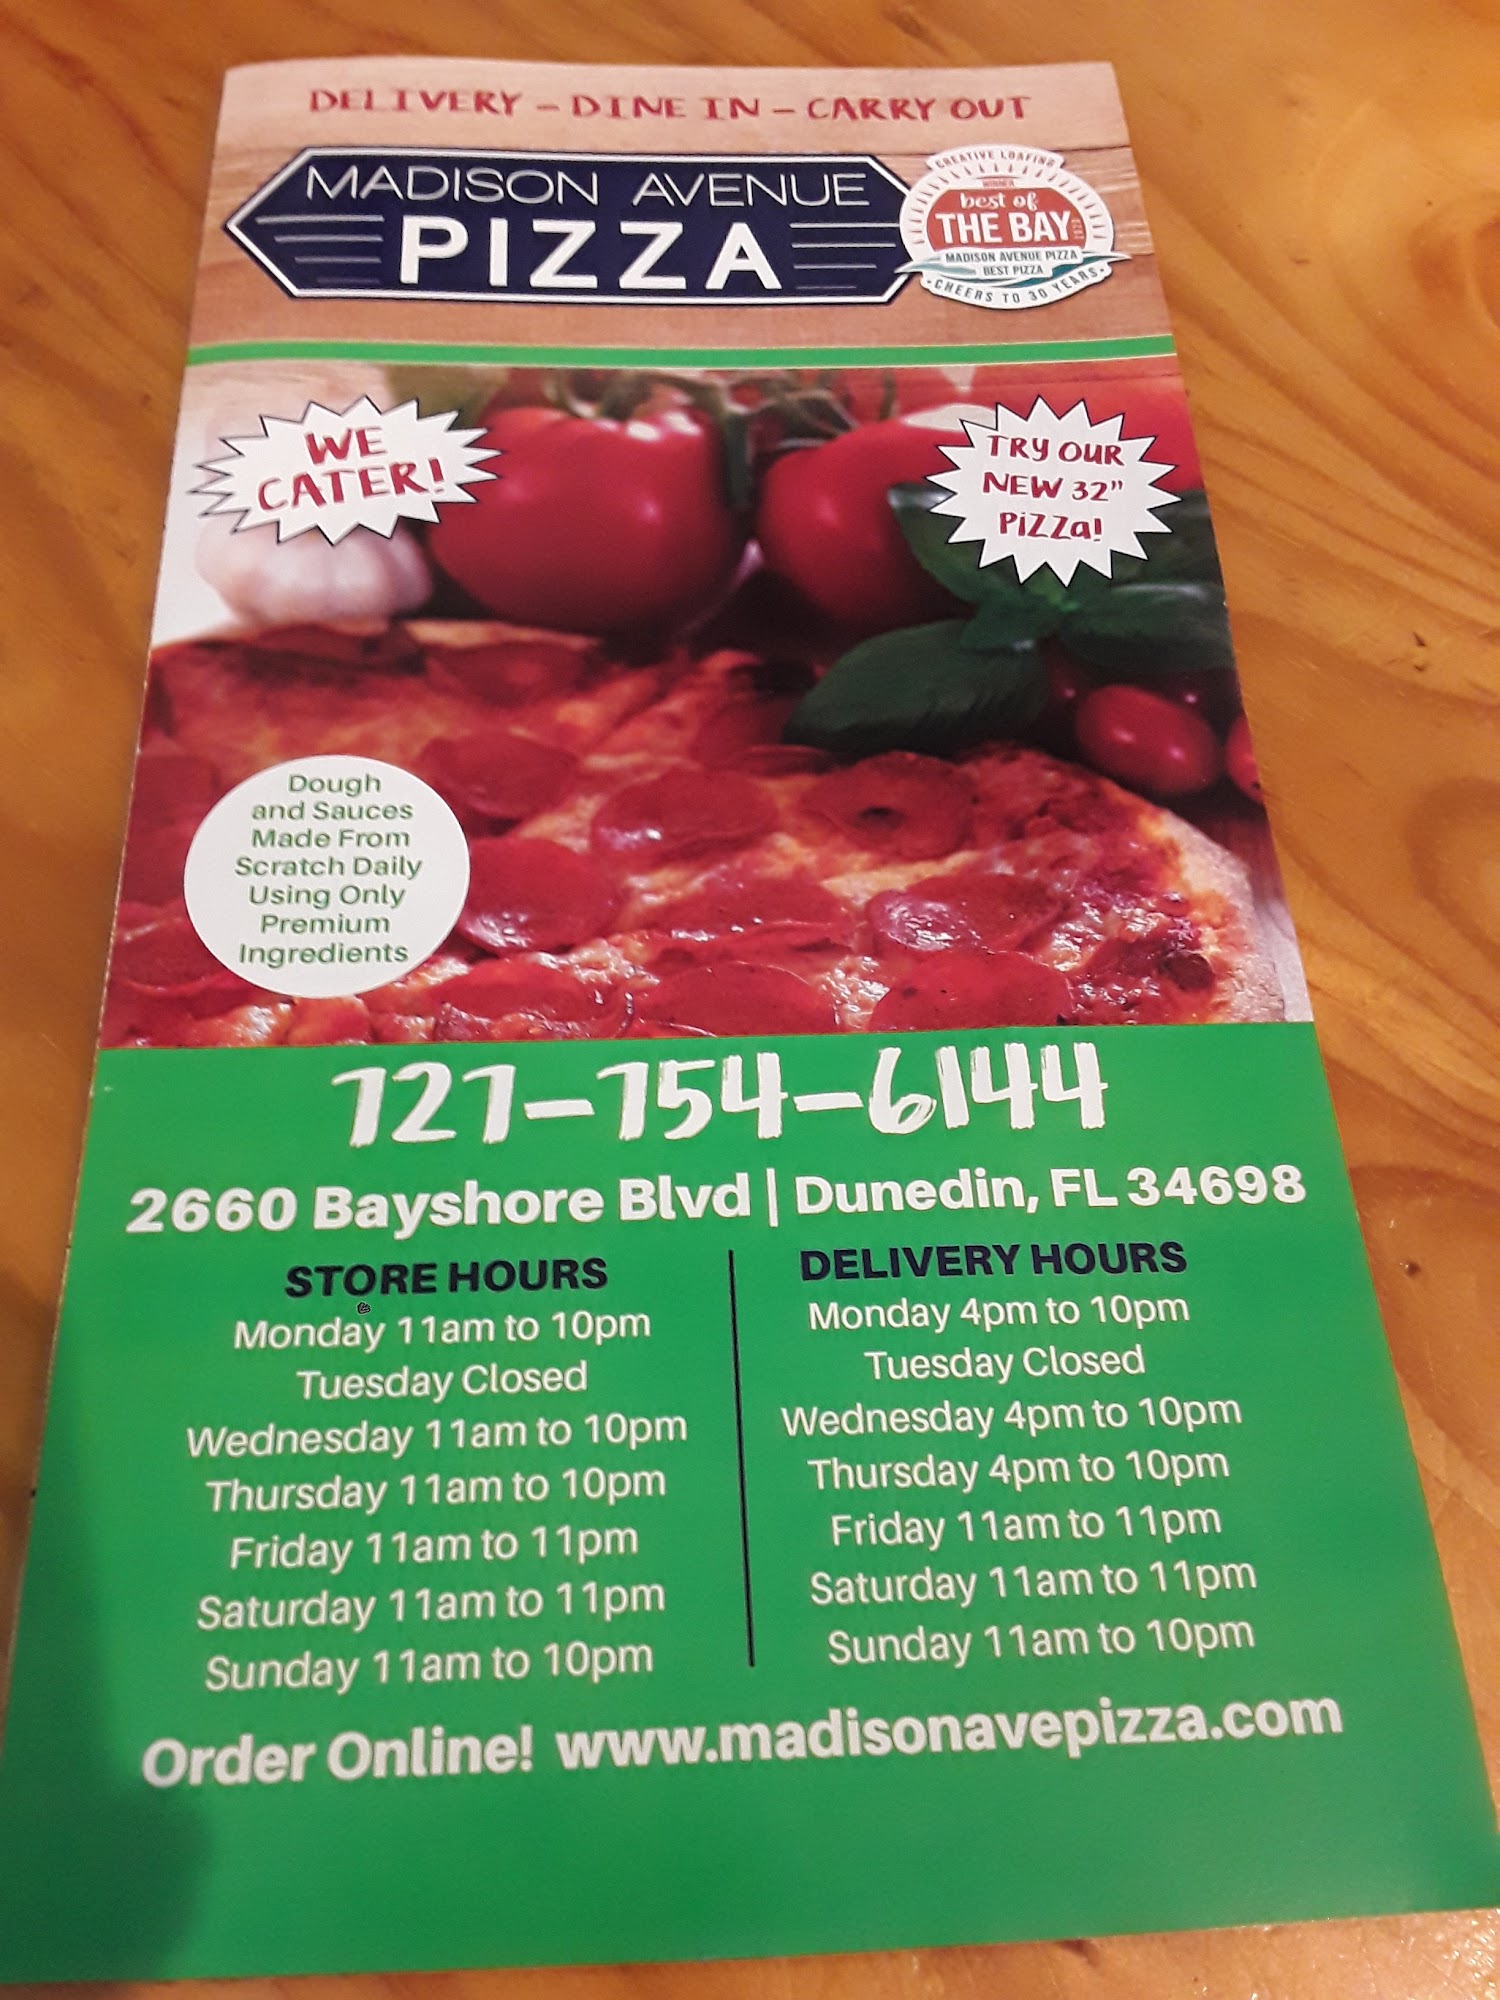 DELIVERY – DINE IN – CARRY OUT
MADISON AVENUE
PIZZA
CREATIVE LOAFING
WINNER
best of
THE BAY
MADISON AVENUE PIZZA
BEST PIZZA
• CHEERS TO 30 YEARS •
WE
CATER!
TRY OUR
NEW 32"
PiZZa!
Dough
and Sauces
Made From
Scratch Daily
Using Only
Premium
Ingredients
727-754-6144
2660 Bayshore Blvd | Dunedin, FL 34698
STORE HOURS
Monday 11am to 10pm
Tuesday Closed
Wednesday 11am to 10pm
Thursday 11am to 10pm
Friday 11am to 11pm
Saturday 11am to 11pm
Sunday 11am to 10pm
DELIVERY HOURS
Monday 4pm to 10pm
Tuesday Closed
Wednesday 4pm to 10pm
Thursday 4pm to 10pm
Friday 11am to 11pm
Saturday 11am to 11pm
Sunday 11am to 10pm
Order Online! www.madisonavepizza.com